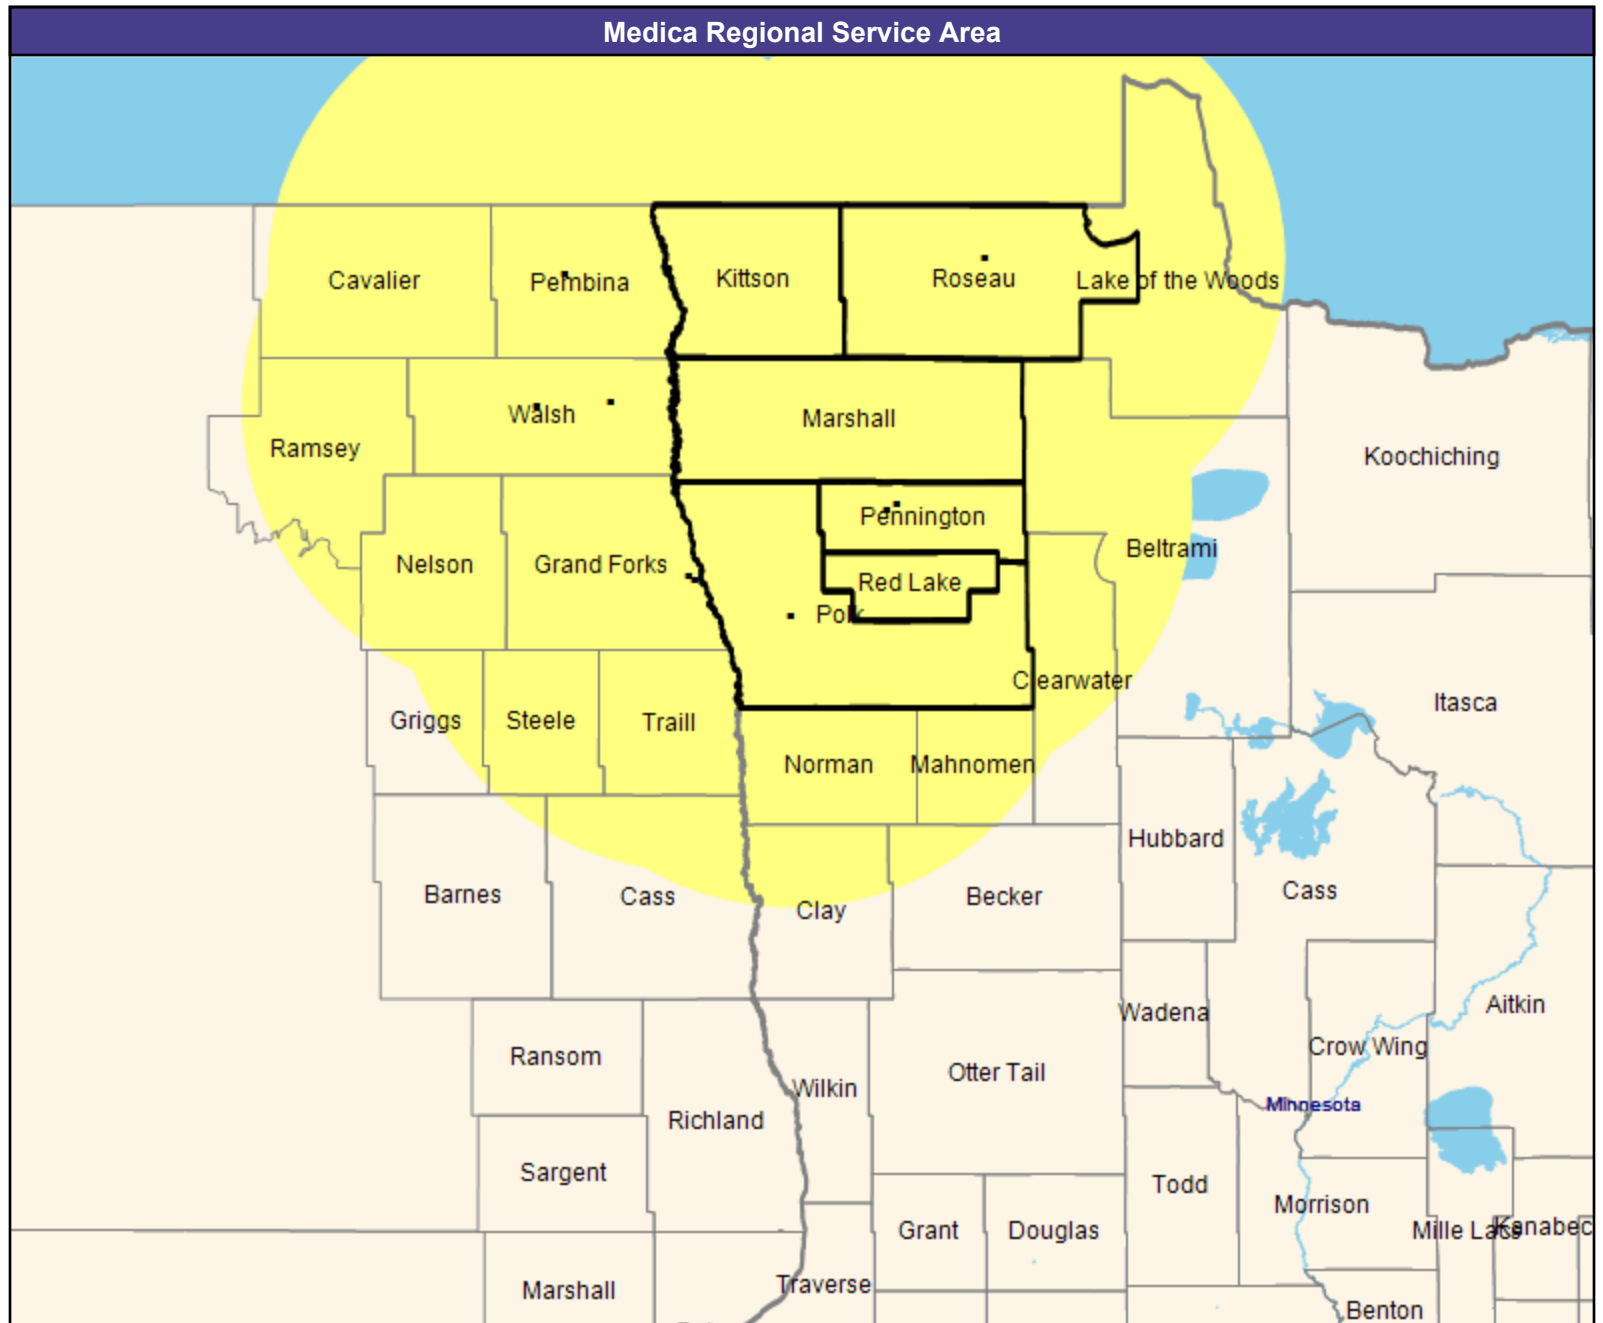 Medica Regional Service Area
Cavalier
Pembina
Kittson
Roseau
Lake of the Woods
Walsh
Marshall
Ramsey
Koochiching
Pennington
Nelson
Grand Forks
Beltrami
Red Lake
Polk
Clearwater
Itasca
Griggs
Steele
Traill
Norman
Mahnomen
Hubbard
Barnes
Cass
Clay
Becker
Cass
Aitkin
Wadena
Crow Wing
Ransom
Otter Tail
Wilkin
Minnesota
Richland
Sargent
Todd
Morrison
Grant
Douglas
Mille Lacs
Kanabec
Marshall
Traverse
Benton